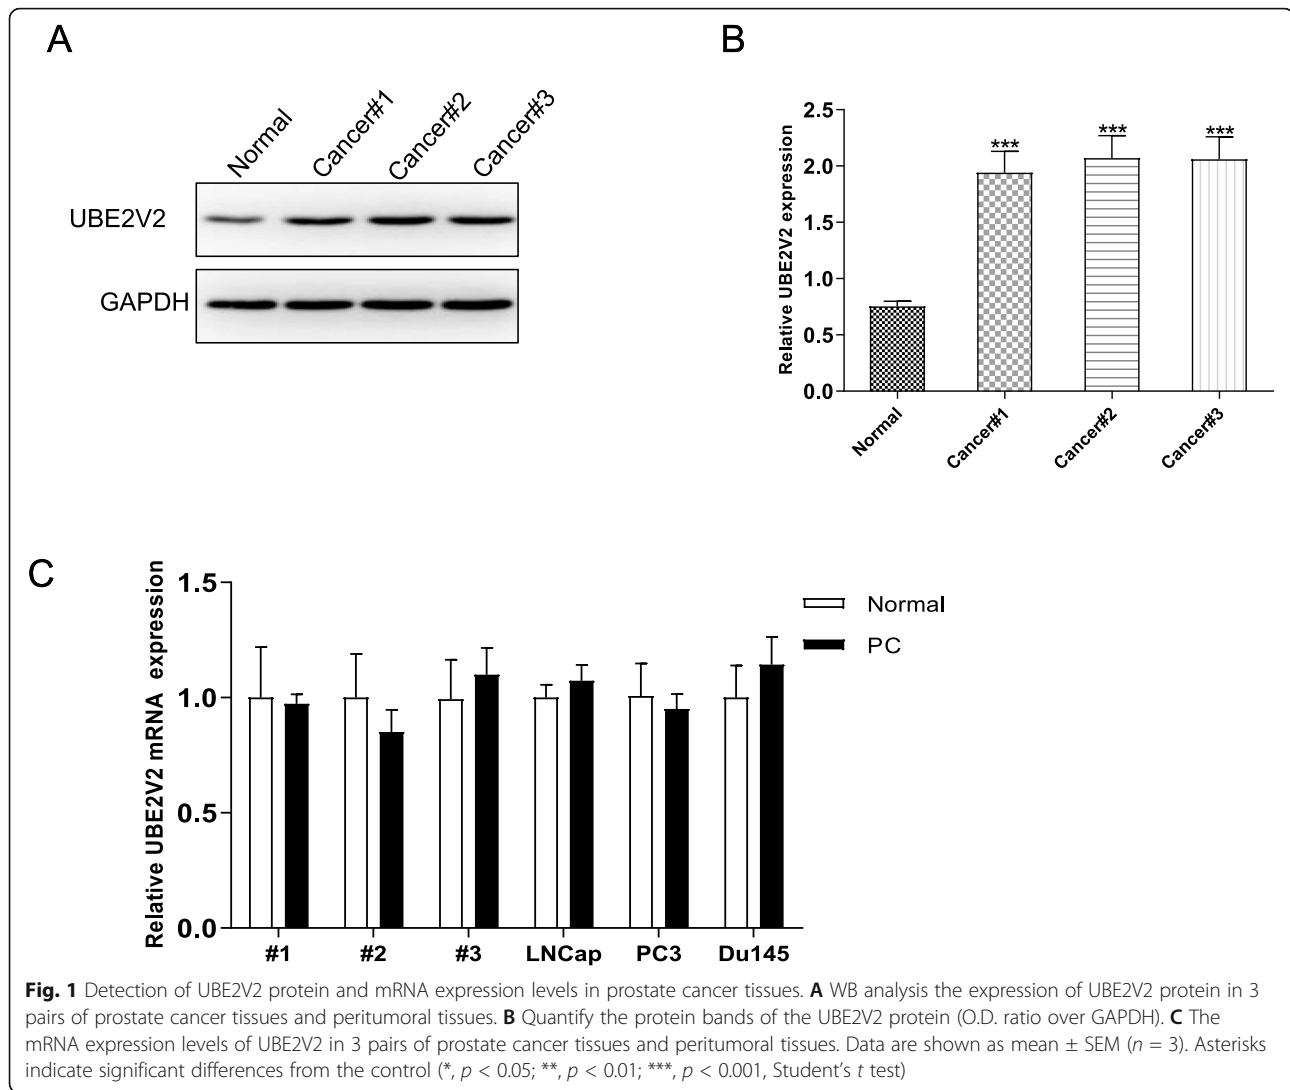 A
Normal
Cancer#1
Cancer#2
Cancer#3
UBE2V2
GAPDH
B
Relative UBE2V2 expression
2.5
2.0
1.5
1.0
0.5
0.0
***
***
***
Normal
Cancer#1
Cancer#2
Cancer#3
C
Relative UBE2V2 mRNA expression
1.5
1.0
0.5
0.0
#1 #2 #3 LNCap PC3 Du145
Normal
PC
Fig. 1 Detection of UBE2V2 protein and mRNA expression levels in prostate cancer tissues. A WB analysis the expression of UBE2V2 protein in 3
pairs of prostate cancer tissues and peritumoral tissues. B Quantify the protein bands of the UBE2V2 protein (O.D. ratio over GAPDH). C The
mRNA expression levels of UBE2V2 in 3 pairs of prostate cancer tissues and peritumoral tissues. Data are shown as mean ± SEM (n = 3). Asterisks
indicate significant differences from the control (*, p < 0.05; **, p < 0.01; ***, p < 0.001, Student's t test)